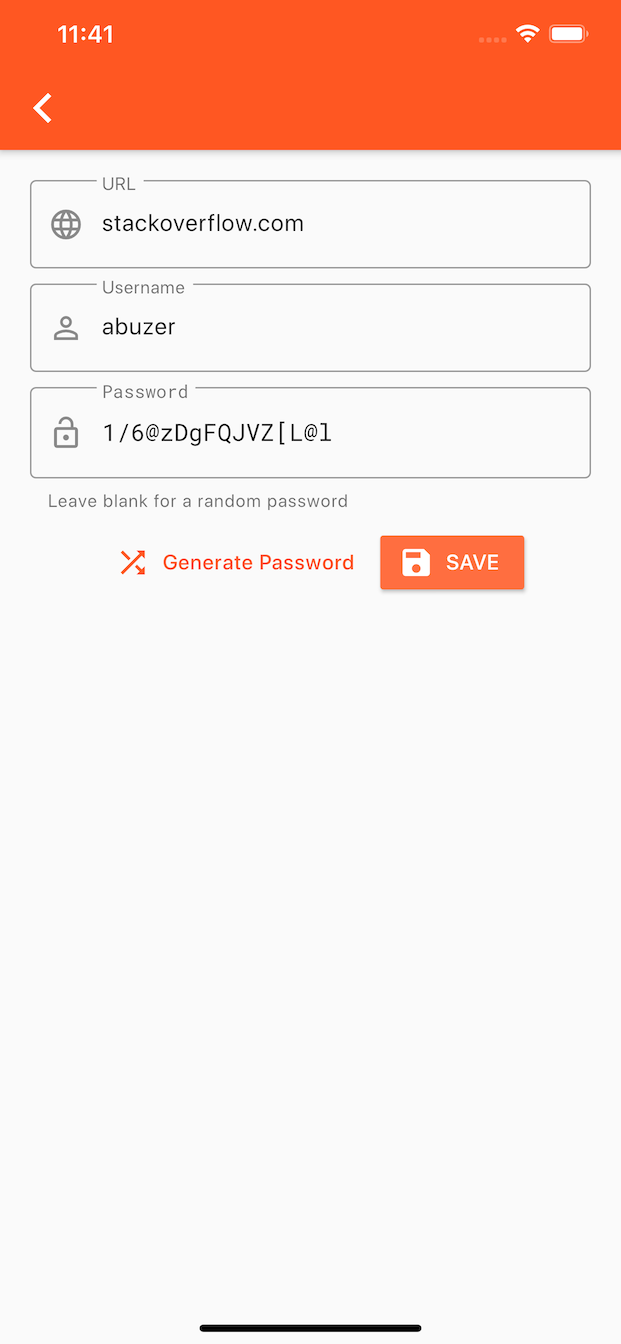 11:41
URL
stackoverflow.com
Username
abuzer
Password
1/6@zDgFQJVZ[L@l
Leave blank for a random password
Generate Password SAVE